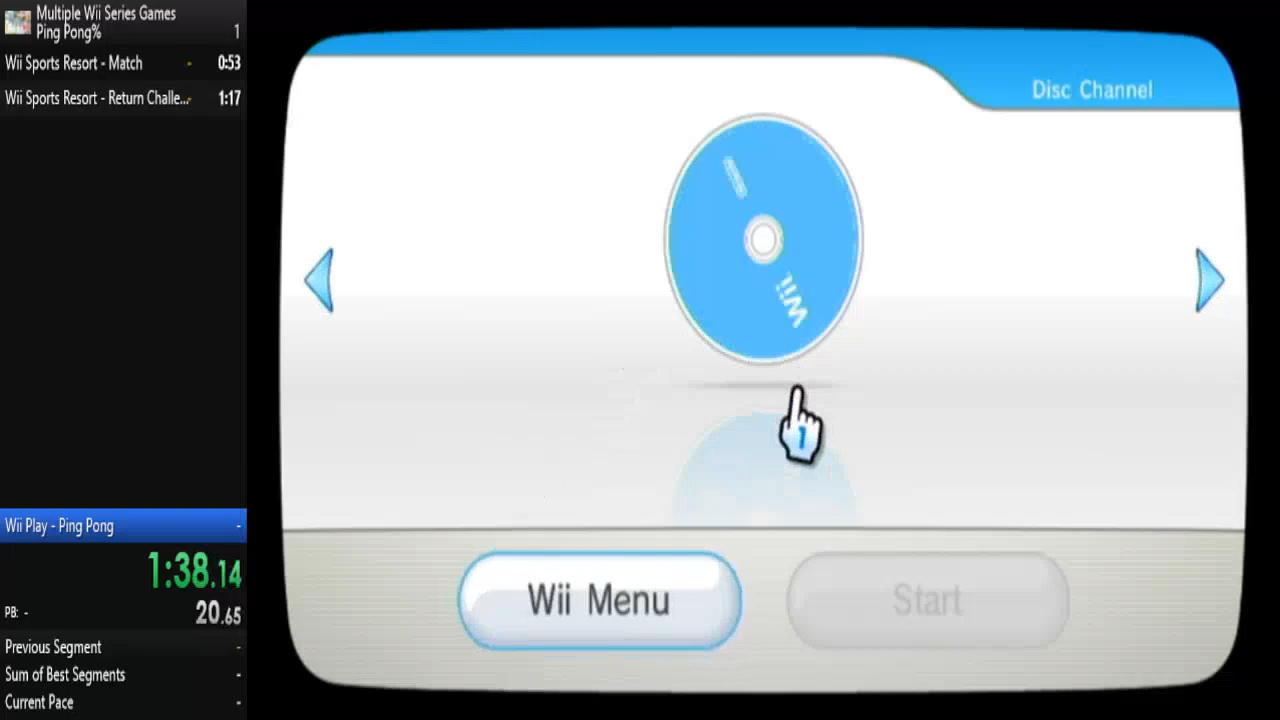 Multiple Wii Series Games
Ping Pong%
1
Wii Sports Resort - Match - 0:53
Wii Sports Resort - Return Challe... - 1:17
Disc Channel
Wii
1
Wii Play - Ping Pong -
1:38.14
PB: - 20.65
Previous Segment -
Sum of Best Segments -
Current Pace -
Wii Menu
Start